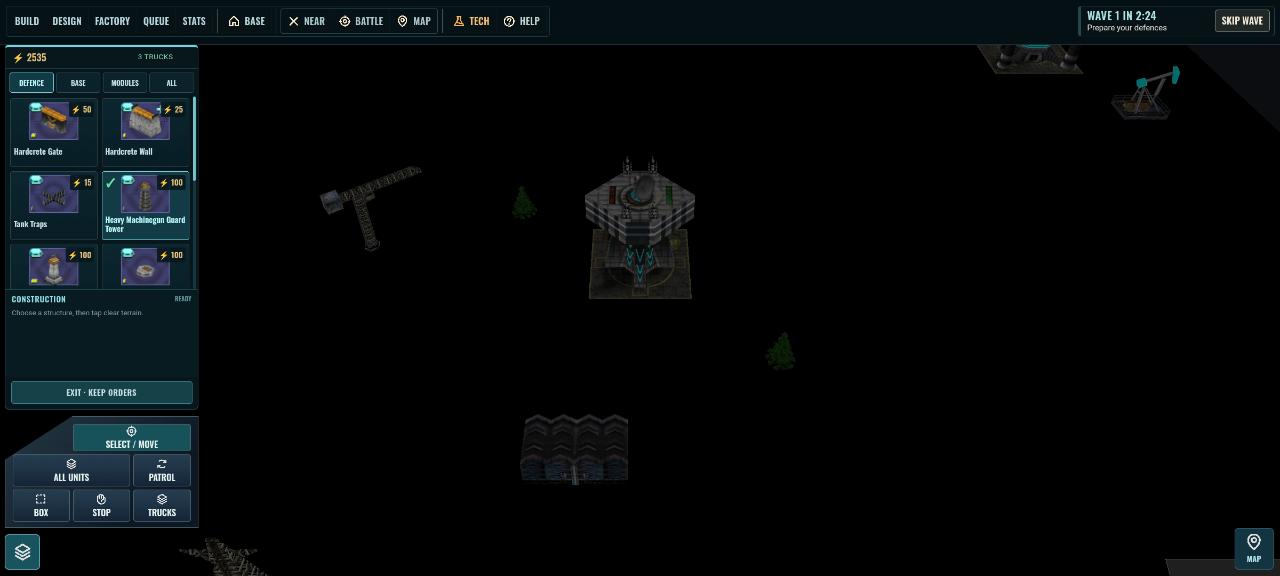 BUILD DESIGN FACTORY QUEUE STATS BASE NEAR BATTLE MAP TECH HELP
WAVE 1 IN 2:24
Prepare your defences
SKIP WAVE
2535 3 TRUCKS
DEFENCE BASE MODULES ALL
50 25
Hardcrete Gate Hardcrete Wall
15 100
Tank Traps Heavy Machinegun Guard
Tower
100 100
CONSTRUCTION READY
Choose a structure, then tap clear terrain.
EXIT · KEEP ORDERS
SELECT / MOVE
ALL UNITS PATROL
BOX STOP TRUCKS
MAP